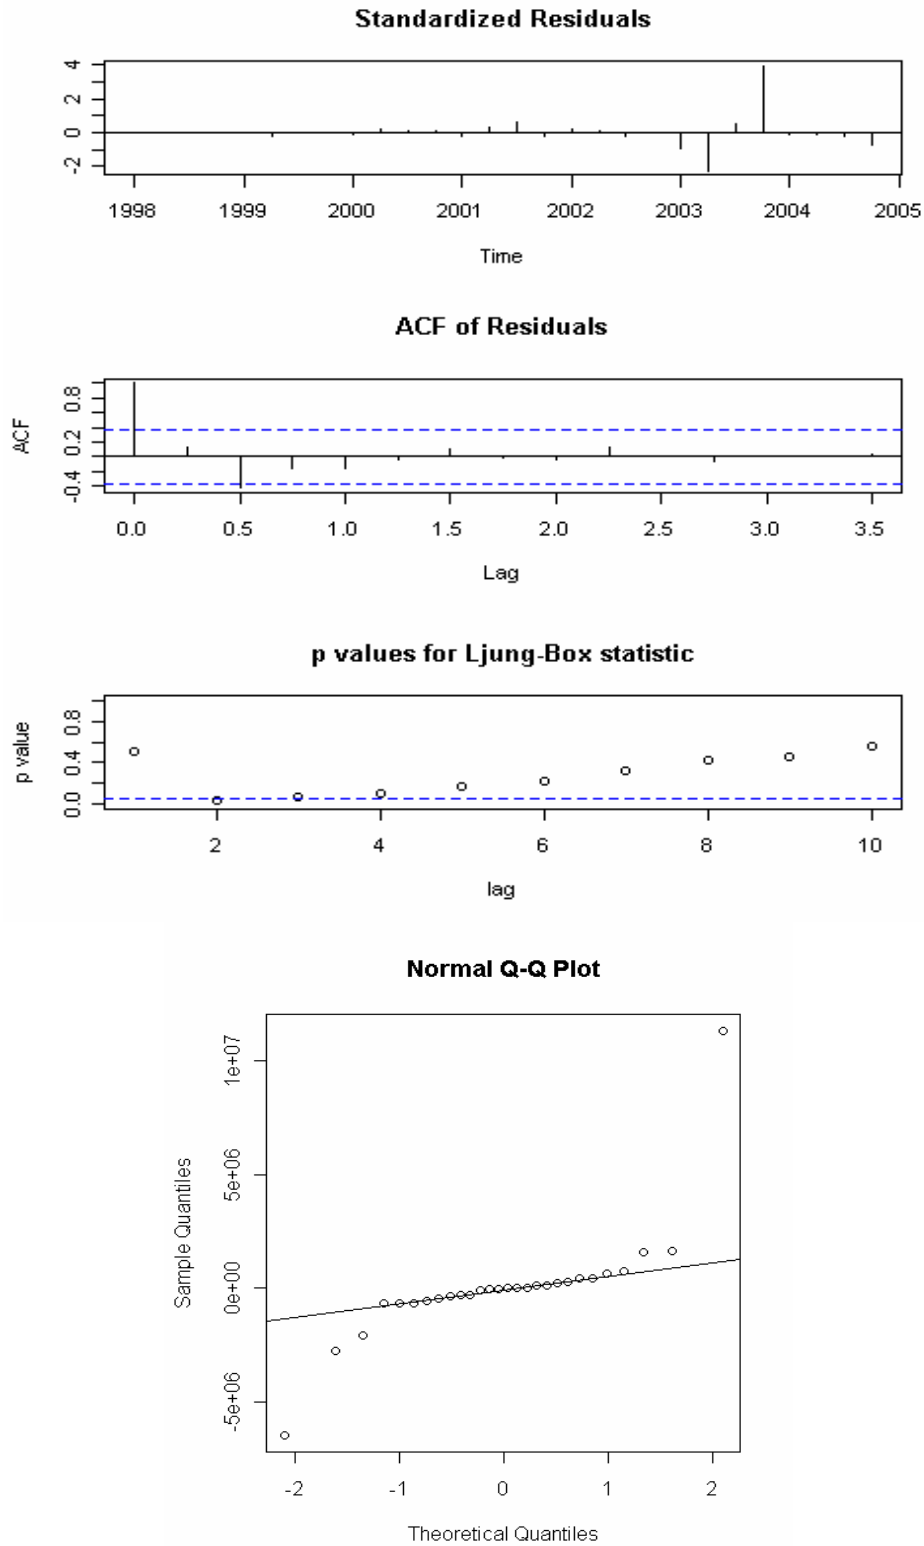 Standardized Residuals
4
2
0
-2
1998 1999 2000 2001 2002 2003 2004 2005
Time
ACF of Residuals
ACF
0.8
0.2
-0.4
0.0 0.5 1.0 1.5 2.0 2.5 3.0 3.5
Lag
p values for Ljung-Box statistic
p value
0.8
0.4
0.0
2 4 6 8 10
lag
Normal Q-Q Plot
Sample Quantiles
1e+07
5e+06
0e+00
-5e+06
-2 -1 0 1 2
Theoretical Quantiles